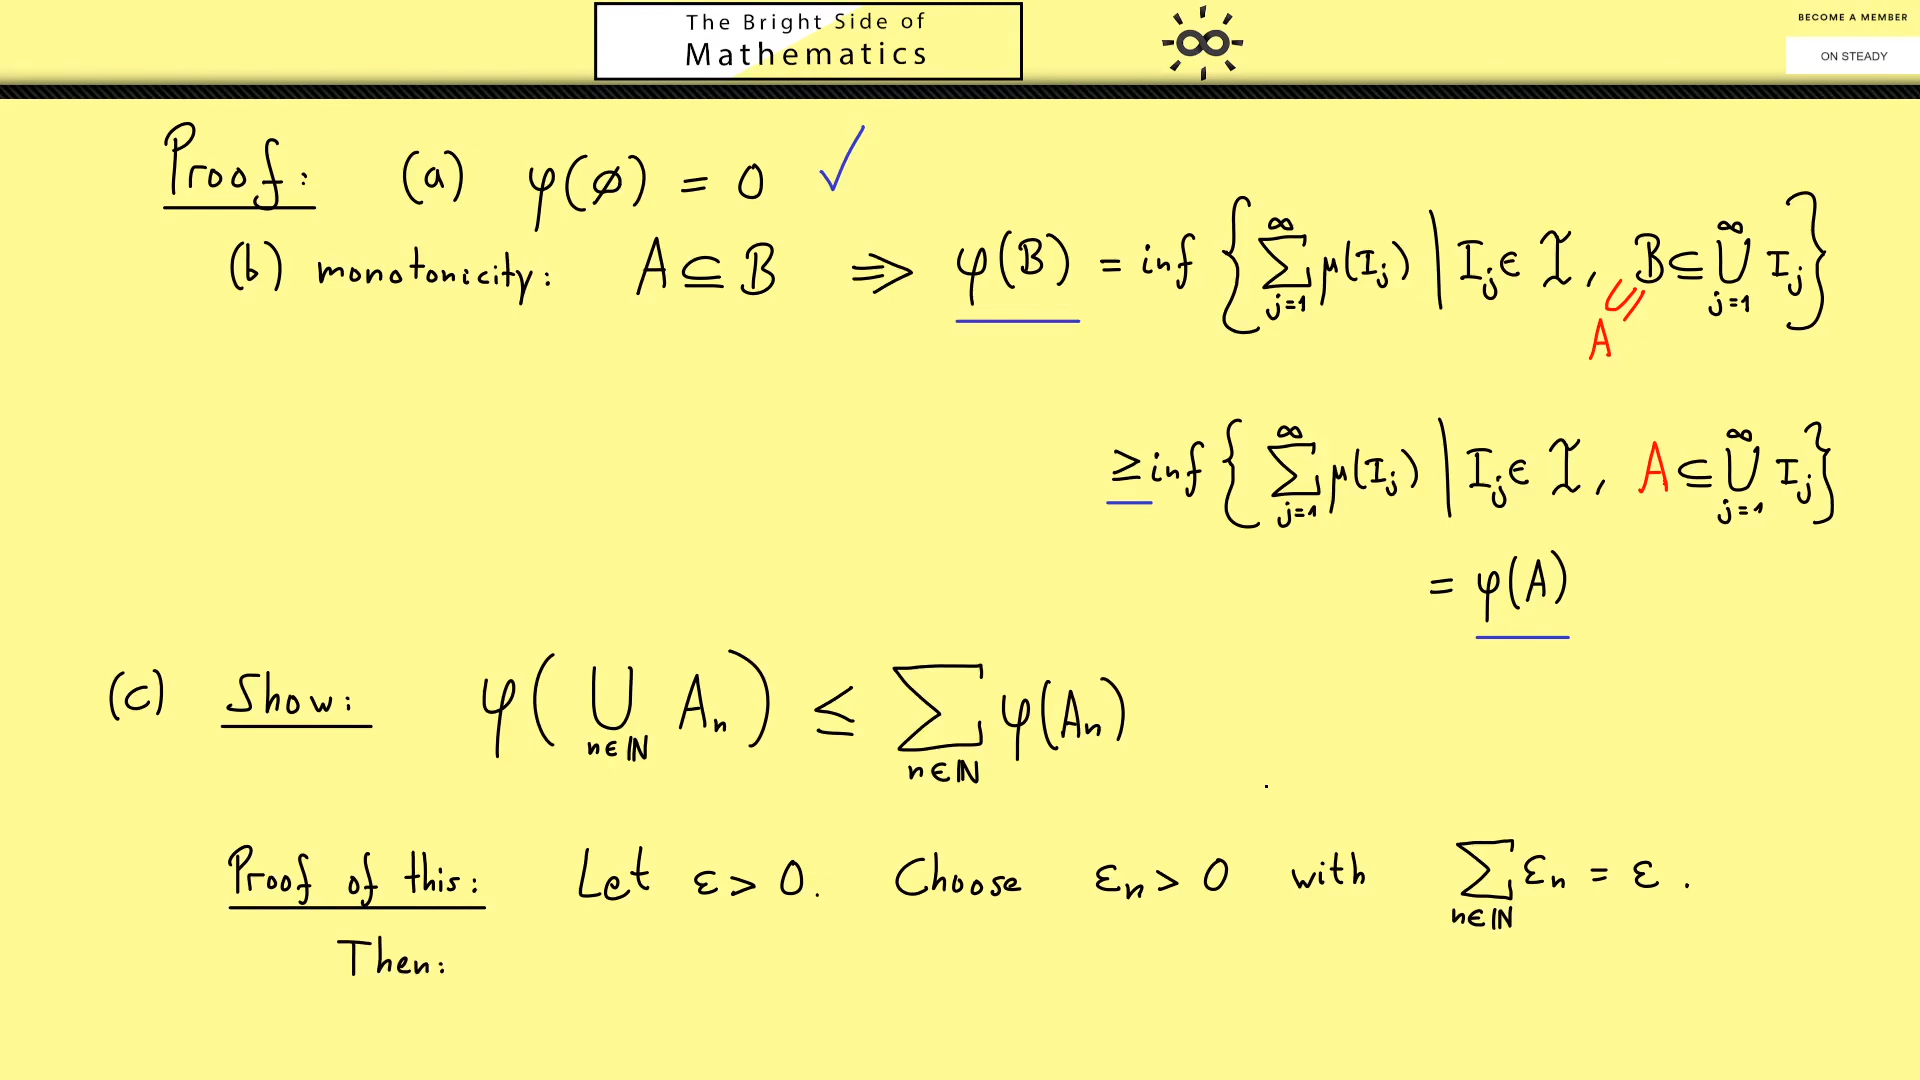 The Bright Side of
Mathematics
BECOME A MEMBER
ON STEADY
Proof: (a) φ(∅) = 0 ✓
(b) monotonicity: A ⊆ B ⇒ φ(B) = inf { ∑_{j=1}^{∞} μ(I_j) | I_j ∈ ℐ, B ⊆ ⋃_{j=1}^{∞} I_j }
⊆
A
≥ inf { ∑_{j=1}^{∞} μ(I_j) | I_j ∈ ℐ, A ⊆ ⋃_{j=1}^{∞} I_j }
= φ(A)
(c) Show: φ( ⋃_{n∈ℕ} A_n ) ≤ ∑_{n∈ℕ} φ(A_n)
Proof of this: Let ε > 0. Choose ε_n > 0 with ∑_{n∈ℕ} ε_n = ε.
Then: